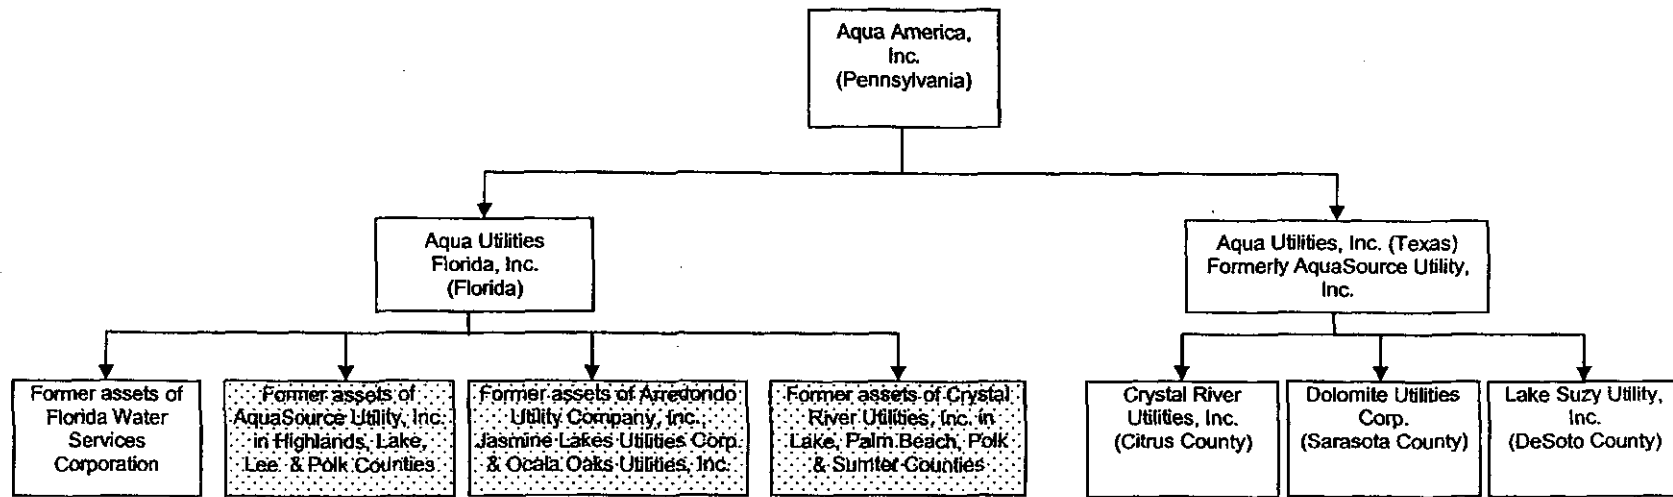 Aqua America,
Inc.
(Pennsylvania)
Aqua Utilities
Florida, Inc.
(Florida)
Aqua Utilities, Inc. (Texas)
Formerly AquaSource Utility,
Inc.
Former assets of
Florida Water
Services
Corporation
Former assets of
AquaSource Utility, Inc.
in Highlands, Lake,
Lee, & Polk Counties
Former assets of Arredondo
Utility Company, Inc.,
Jasmine Lakes Utilities Corp.
& Ocala Oaks Utilities, Inc.
Former assets of Crystal
River Utilities, Inc. in
Lake, Palm Beach, Polk
& Sumter Counties
Crystal River
Utilities, Inc.
(Citrus County)
Dolomite Utilities
Corp.
(Sarasota County)
Lake Suzy Utility,
Inc.
(DeSoto County)